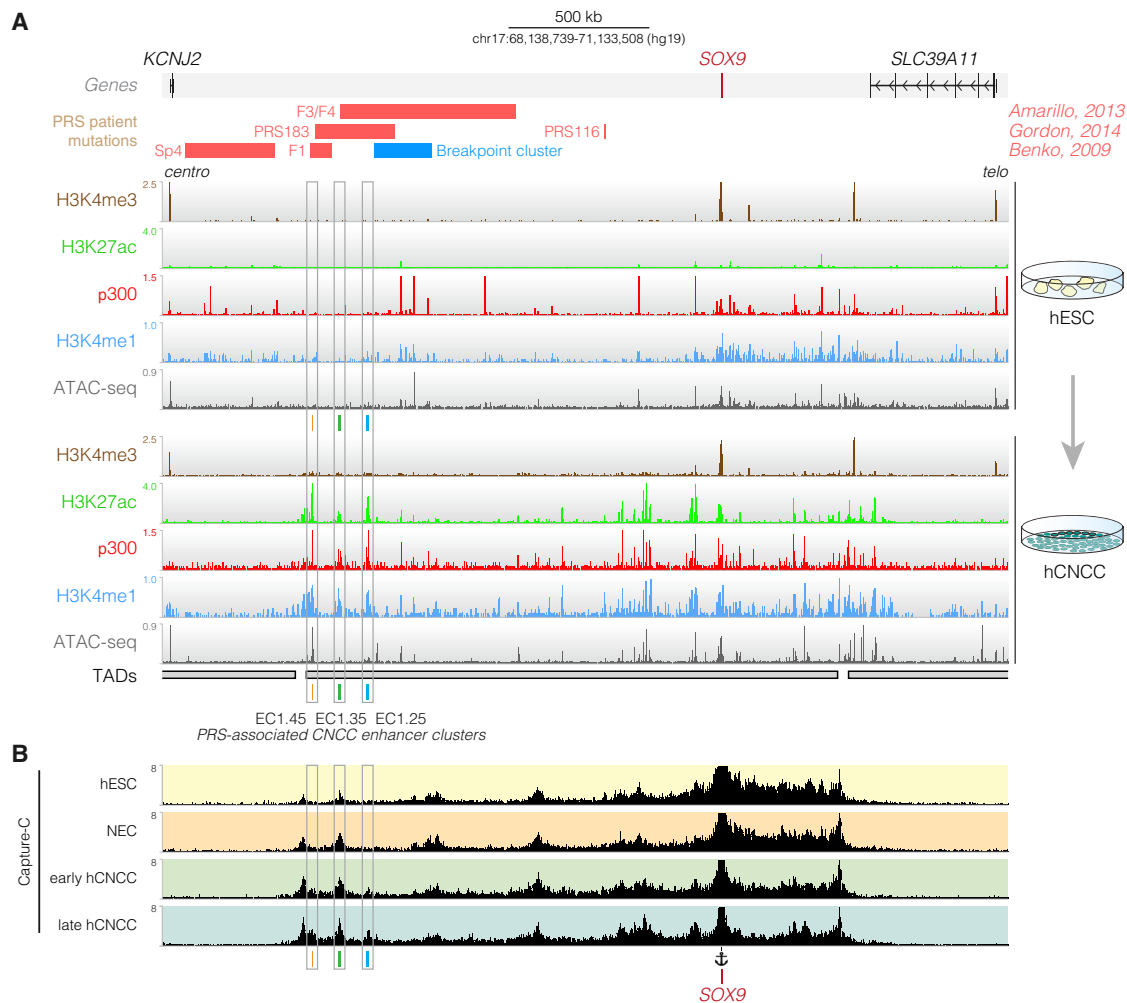 A
500 kb
chr17:68,138,739-71,133,508 (hg19)
KCNJ2
SOX9
SLC39A11
Genes
PRS patient
mutations
F3/F4
Amarillo, 2013
PRS183
PRS116
Gordon, 2014
Sp4
F1
Breakpoint cluster
Benko, 2009
centro
telo
H3K4me3
2.5
H3K27ac
4.0
p300
1.5
H3K4me1
1.0
ATAC-seq
0.9
hESC
H3K4me3
2.5
H3K27ac
4.0
p300
1.5
H3K4me1
1.0
ATAC-seq
0.9
hCNCC
TADs
EC1.45 EC1.35 EC1.25
PRS-associated CNCC enhancer clusters
B
Capture-C
hESC
8
NEC
8
early hCNCC
8
late hCNCC
8
SOX9